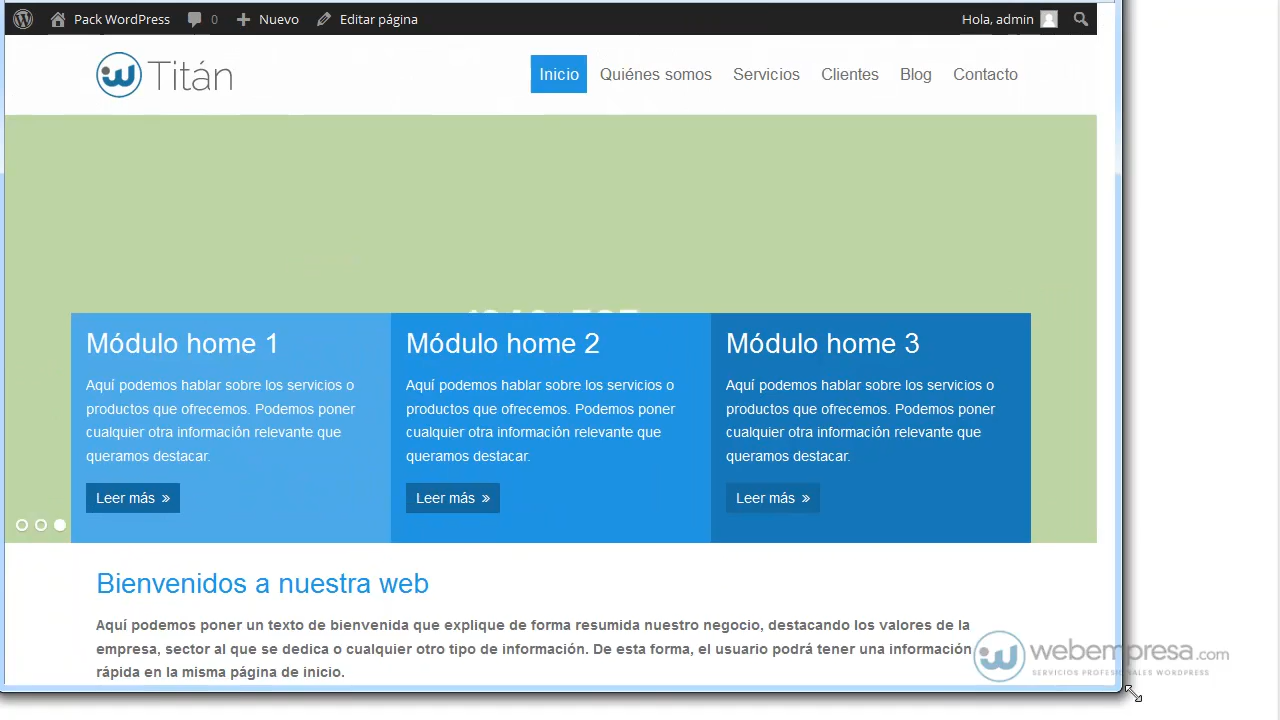 Pack WordPress 0 Nuevo Editar página Hola, admin
Titán
Inicio Quiénes somos Servicios Clientes Blog Contacto
Módulo home 1
Aquí podemos hablar sobre los servicios o
productos que ofrecemos. Podemos poner
cualquier otra información relevante que
queramos destacar.
Leer más »
Módulo home 2
Aquí podemos hablar sobre los servicios o
productos que ofrecemos. Podemos poner
cualquier otra información relevante que
queramos destacar.
Leer más »
Módulo home 3
Aquí podemos hablar sobre los servicios o
productos que ofrecemos. Podemos poner
cualquier otra información relevante que
queramos destacar.
Leer más »
Bienvenidos a nuestra web
Aquí podemos poner un texto de bienvenida que explique de forma resumida nuestro negocio, destacando los valores de la
empresa, sector al que se dedica o cualquier otro tipo de información. De esta forma, el usuario podrá tener una información
rápida en la misma página de inicio.
webempresa.com
SERVICIOS PROFESIONALES WORDPRESS